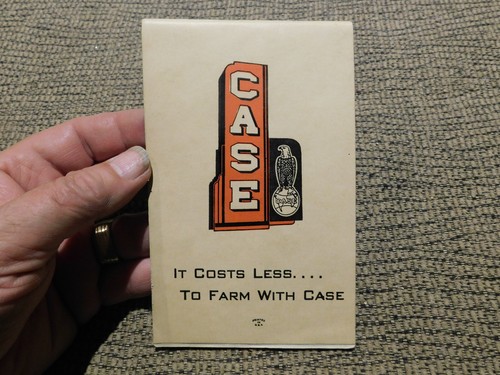 CASE
IT COSTS LESS....
TO FARM WITH CASE